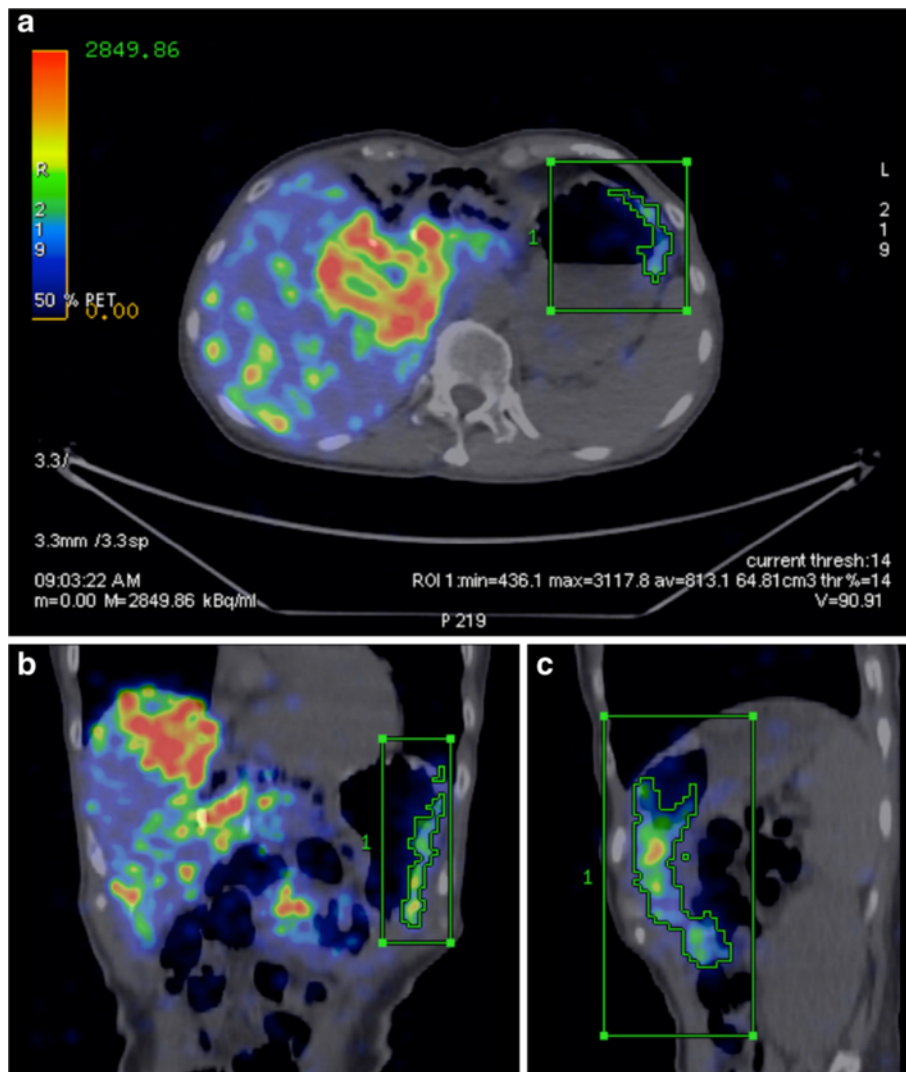 a
2849.86
R
2
1
9
L
2
1
9
1
50 % PET
0.00
3.3/
3.3mm /3.3sp
09:03:22 AM
m=0.00 M=2849.86 kBq/ml
current thresh:14
ROI 1:min=436.1 max=3117.8 av=813.1 64.81cm3 thr%=14
V=90.91
P 219
b
1
c
1